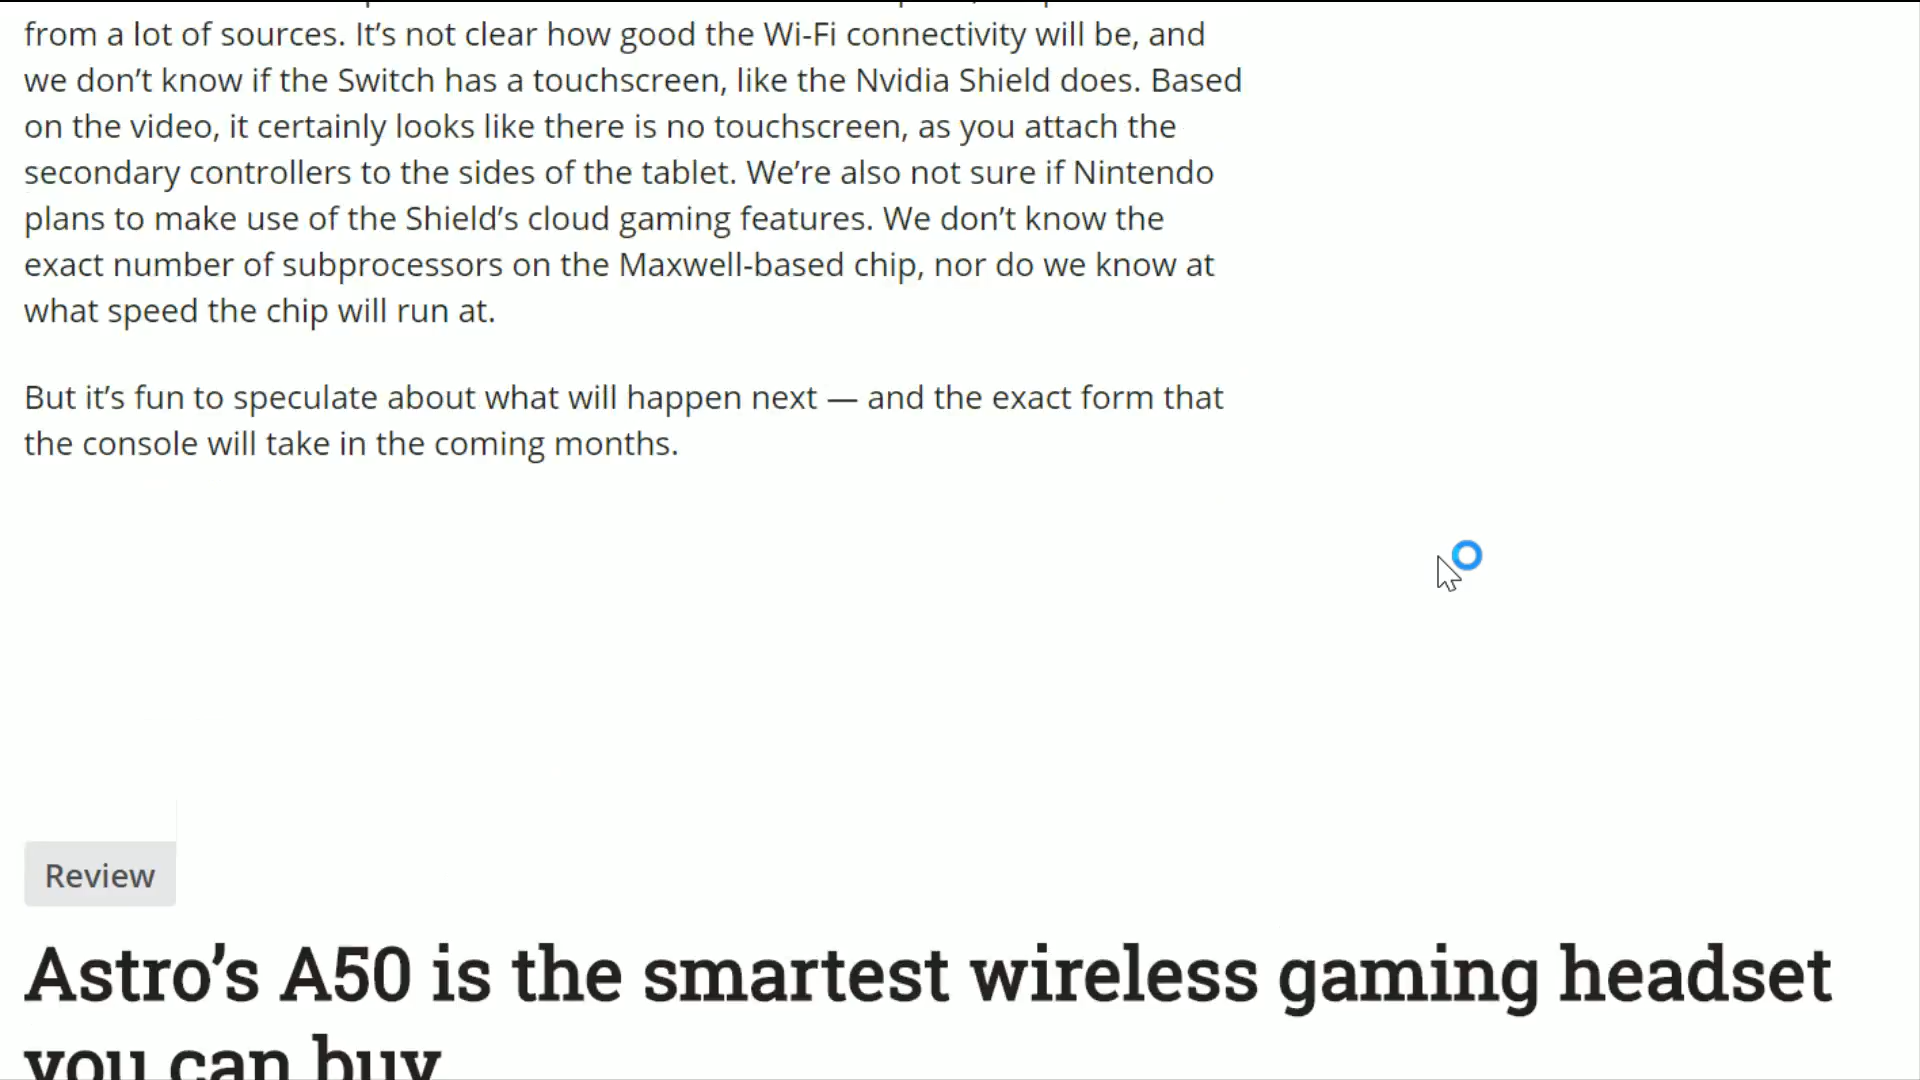 from a lot of sources. It’s not clear how good the Wi-Fi connectivity will be, and
we don’t know if the Switch has a touchscreen, like the Nvidia Shield does. Based
on the video, it certainly looks like there is no touchscreen, as you attach the
secondary controllers to the sides of the tablet. We’re also not sure if Nintendo
plans to make use of the Shield’s cloud gaming features. We don’t know the
exact number of subprocessors on the Maxwell-based chip, nor do we know at
what speed the chip will run at.
But it’s fun to speculate about what will happen next — and the exact form that
the console will take in the coming months.
Review
Astro’s A50 is the smartest wireless gaming headset
you can buy